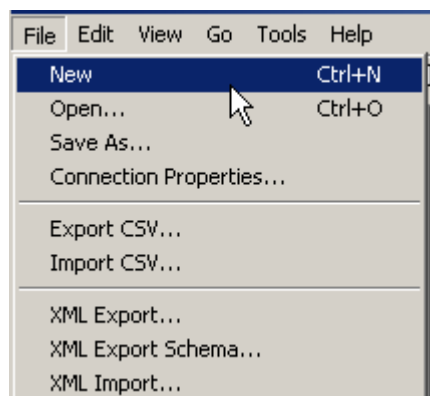 File Edit View Go Tools Help
New Ctrl+N
Open... Ctrl+O
Save As...
Connection Properties...
Export CSV...
Import CSV...
XML Export...
XML Export Schema...
XML Import...